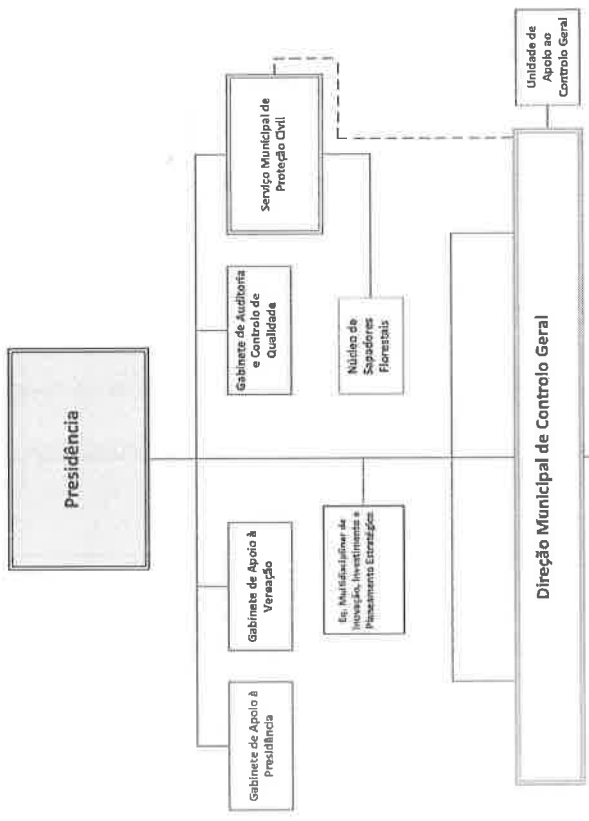 Presidência
Gabinete de Apoio à
Presidência
Gabinete de Apoio à
Vereação
Gabinete de Auditoria
e Controlo de
Qualidade
Serviço Municipal de
Proteção Civil
Eq. Multidisciplinar de
Inovação, Investimento e
Planeamento Estratégico
Núcleo de
Sapadores
Florestais
Direção Municipal de Controlo Geral
Unidade de
Apoio ao
Controlo Geral